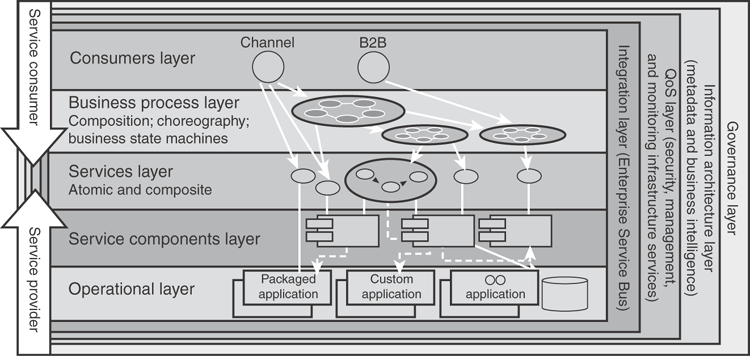 Service consumer
Service provider
Channel
B2B
Consumers layer
Business process layer
Composition; choreography;
business state machines
Services layer
Atomic and composite
Service components layer
Operational layer
Packaged
application
Custom
application
OO
application
Integration layer (Enterprise Service Bus)
QoS layer (security, management,
and monitoring infrastructure services)
Information architecture layer
(metadata and business intelligence)
Governance layer